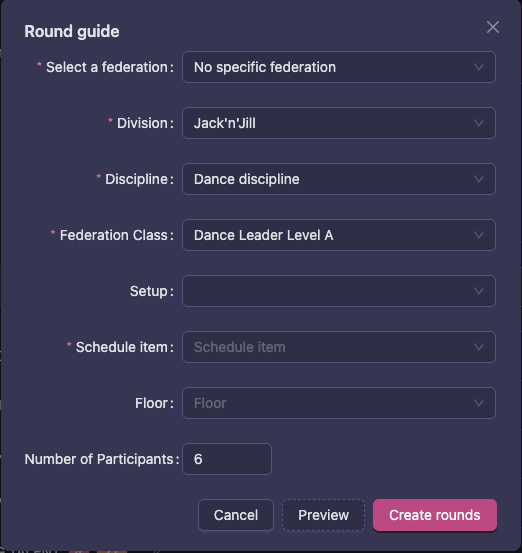 Round guide
* Select a federation: No specific federation
* Division: Jack'n'Jill
* Discipline: Dance discipline
* Federation Class: Dance Leader Level A
Setup:
* Schedule item: Schedule item
Floor: Floor
Number of Participants: 6
Cancel Preview Create rounds